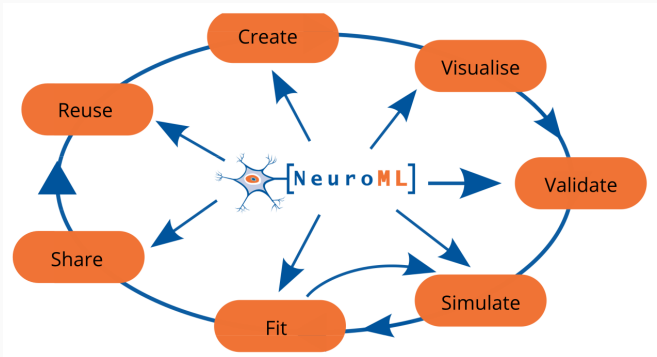 Create
Visualise
Reuse
[NeuroML]
Validate
Share
Simulate
Fit